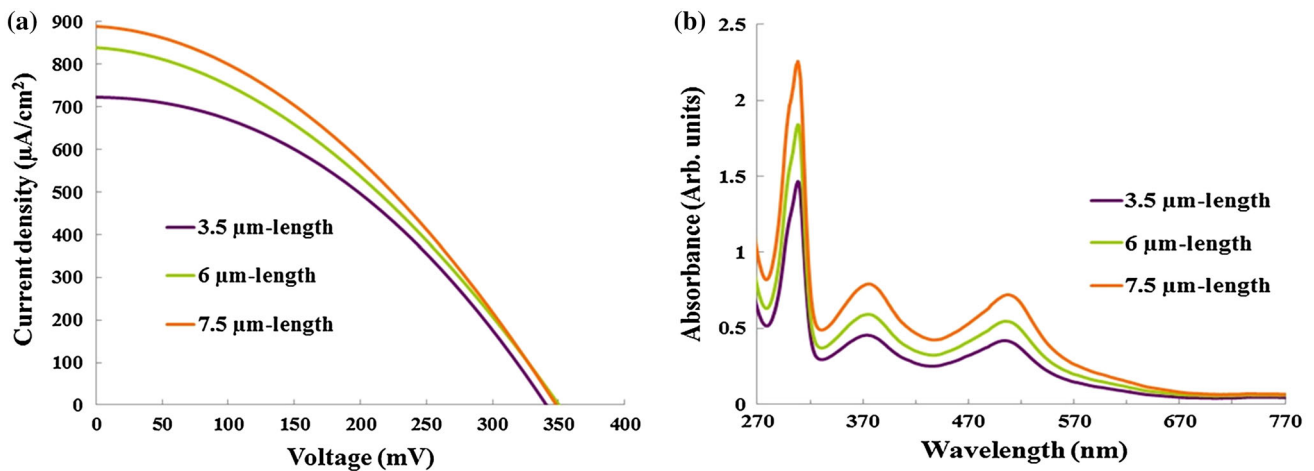 (a)
900
800
700
600
500
400
300
200
100
0
Current density (µA/cm²)
3.5 µm-length
6 µm-length
7.5 µm-length
0 50 100 150 200 250 300 350 400
Voltage (mV)
(b)
2.5
2
1.5
1
0.5
0
Absorbance (Arb. units)
3.5 µm-length
6 µm-length
7.5 µm-length
270 370 470 570 670 770
Wavelength (nm)